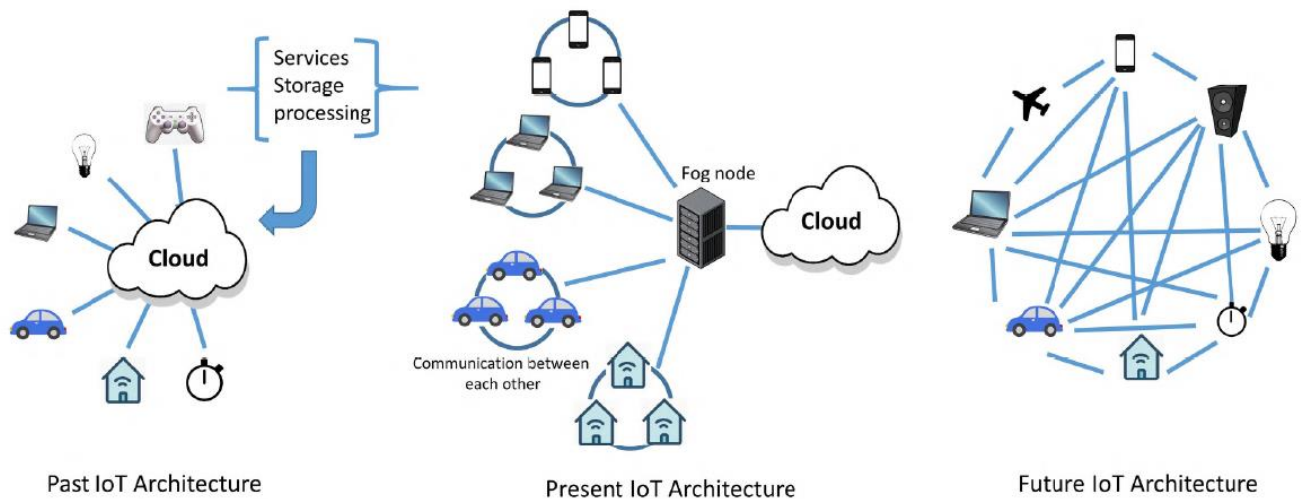 Services
Storage
processing
Cloud
Past IoT Architecture
Fog node
Cloud
Communication between
each other
Present IoT Architecture
Future IoT Architecture